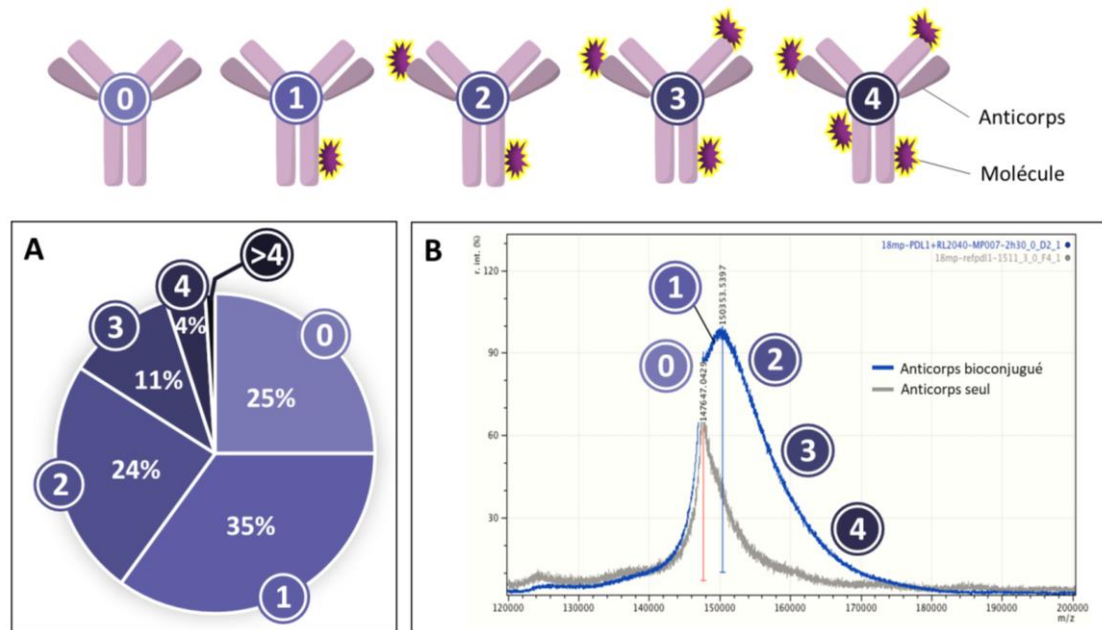 0
1
2
3
4
Anticorps
Molécule
A
>4
4
4%
3
11%
0
25%
2
24%
35%
1
B
r. int. (%)
18mp-PDL1+RL2040-MP007-2h30_0_D2_1
18mp-refpdl1-1511_3_0_F4_1
120
90
60
30
1
0
2
3
4
147647.0429
150353.5397
Anticorps bioconjugué
Anticorps seul
120000 130000 140000 150000 160000 170000 180000 190000 200000
m/z